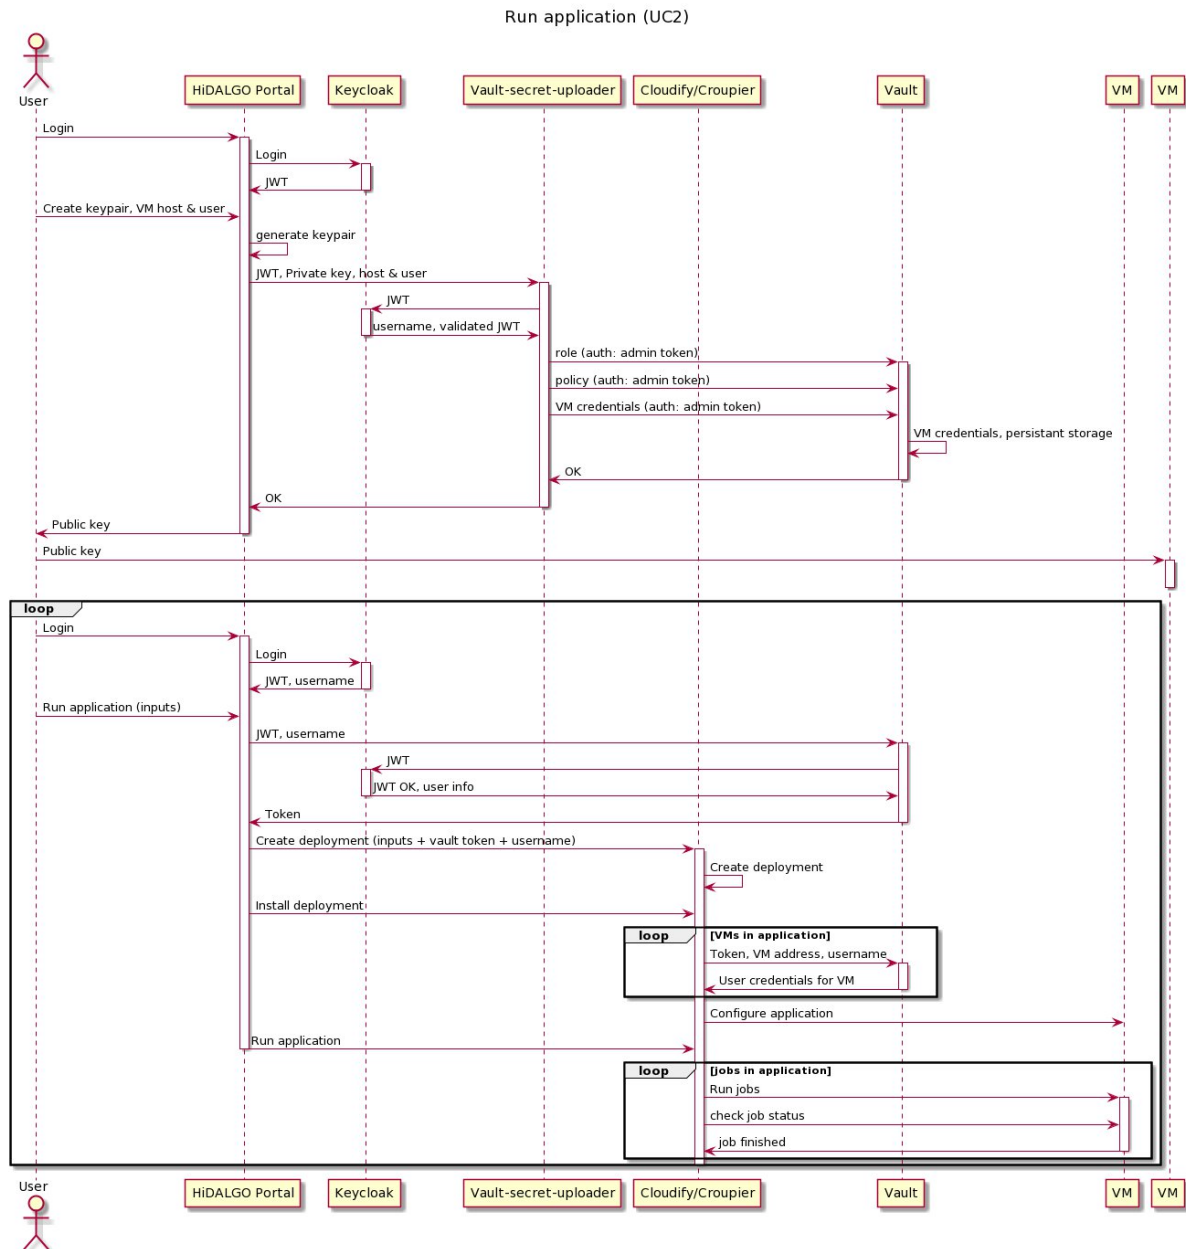 Run application (UC2)
User
HiDALGO Portal
Keycloak
Vault-secret-uploader
Cloudify/Croupier
Vault
VM
VM
Login
Login
JWT
Create keypair, VM host & user
generate keypair
JWT, Private key, host & user
JWT
username, validated JWT
role (auth: admin token)
policy (auth: admin token)
VM credentials (auth: admin token)
VM credentials, persistant storage
OK
OK
Public key
Public key
loop
Login
Login
JWT, username
Run application (inputs)
JWT, username
JWT
JWT OK, user info
Token
Create deployment (inputs + vault token + username)
Create deployment
Install deployment
loop [VMs in application]
Token, VM address, username
User credentials for VM
Configure application
Run application
loop [jobs in application]
Run jobs
check job status
job finished
User
HiDALGO Portal
Keycloak
Vault-secret-uploader
Cloudify/Croupier
Vault
VM
VM